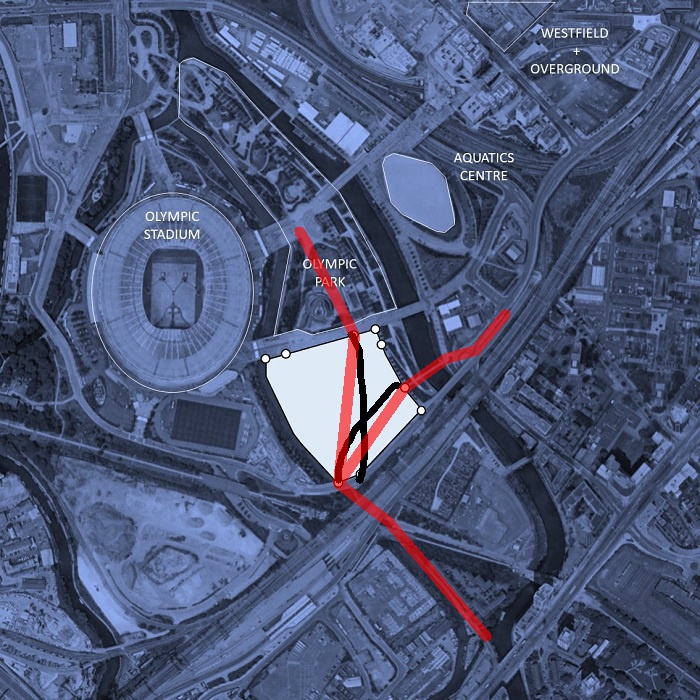 WESTFIELD
+
OVERGROUND
AQUATICS
CENTRE
OLYMPIC
STADIUM
OLYMPIC
PARK